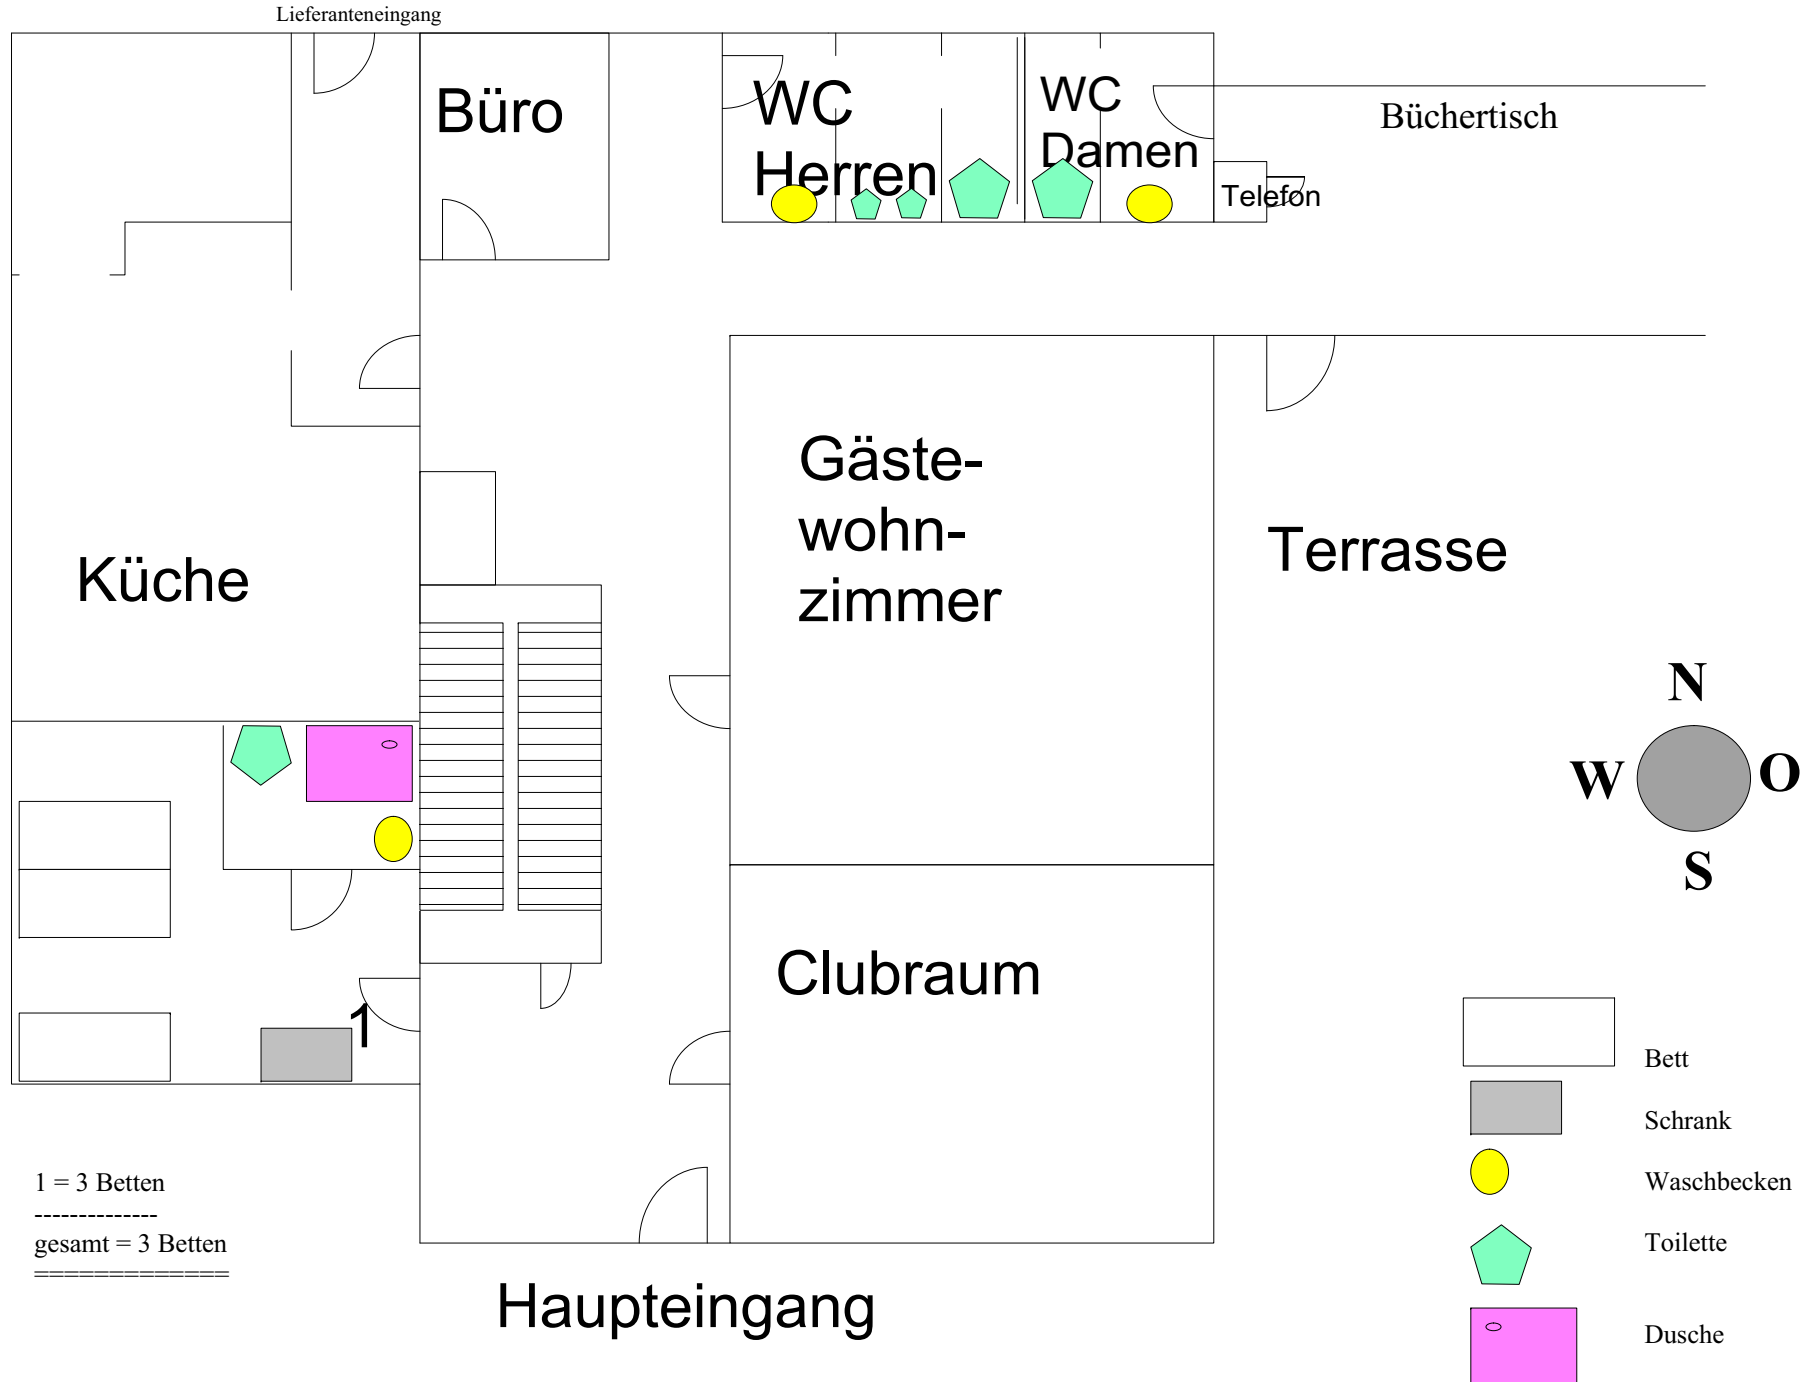 Lieferanteneingang
Büro
WC
Herren
WC
Damen
Büchertisch
Telefon
Gäste-
wohn-
zimmer
Küche
Terrasse
N
W
O
S
Clubraum
1
Bett
Schrank
Waschbecken
Toilette
Dusche
1 = 3 Betten
--------------
gesamt = 3 Betten
=============
Haupteingang